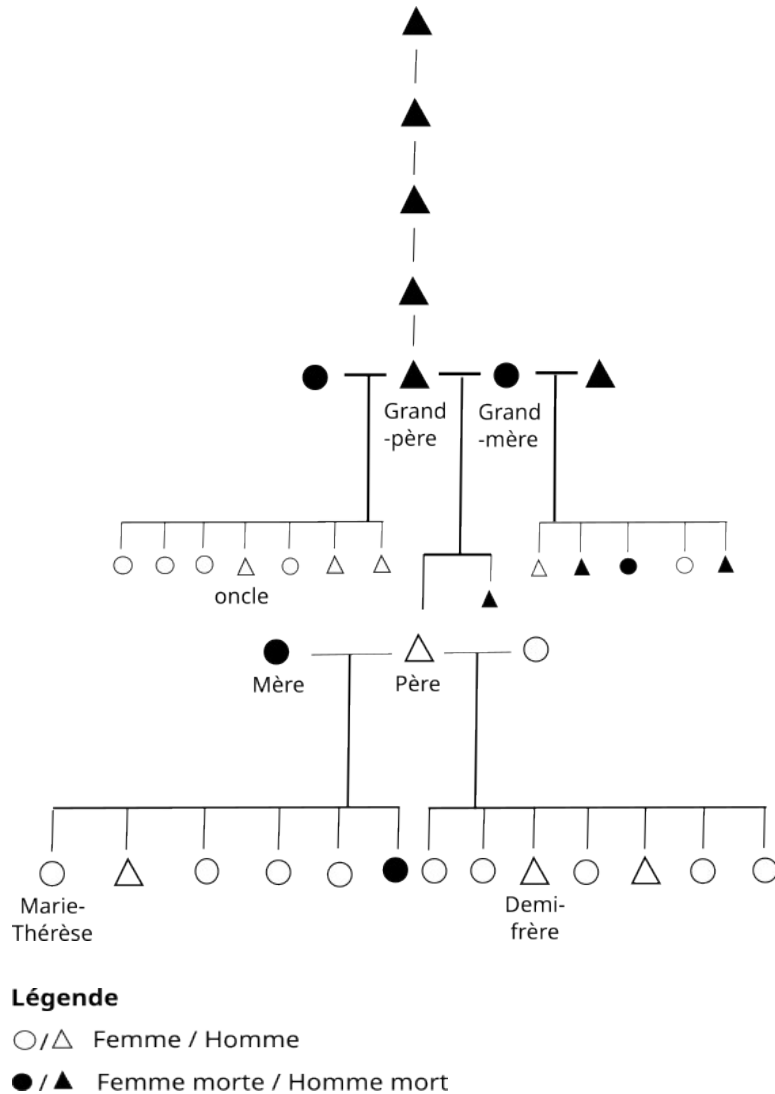 Grand
-père
Grand
-mère
oncle
Mère
Père
Marie-
Thérèse
Demi-
frère
Légende
/ Femme / Homme
/ Femme morte / Homme mort